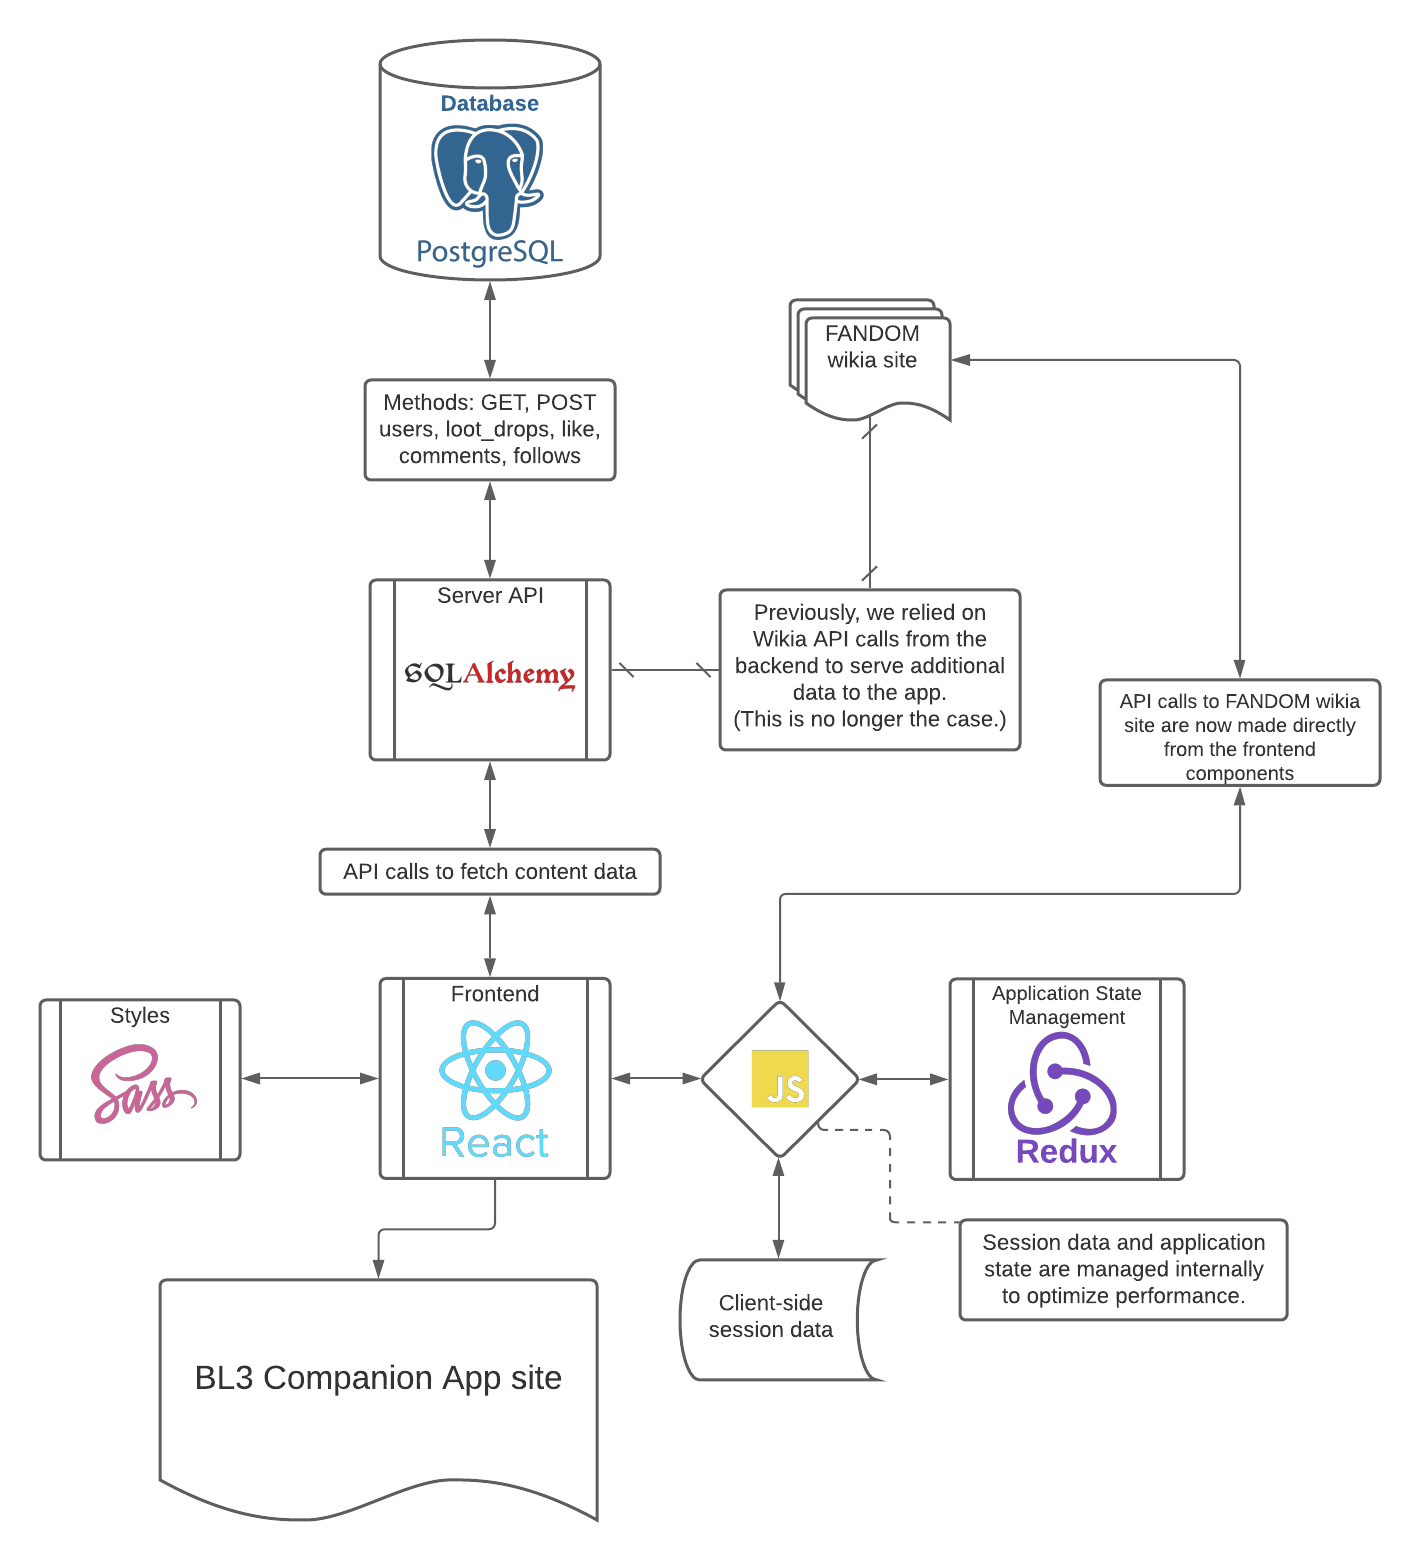 Database
PostgreSQL
FANDOM
wikia site
Methods: GET, POST
users, loot_drops, like,
comments, follows
Server API
SQLAlchemy
Previously, we relied on
Wikia API calls from the
backend to serve additional
data to the app.
(This is no longer the case.)
API calls to FANDOM wikia
site are now made directly
from the frontend
components
API calls to fetch content data
Styles
Sass
Frontend
React
JS
Application State
Management
Redux
Session data and application
state are managed internally
to optimize performance.
Client-side
session data
BL3 Companion App site